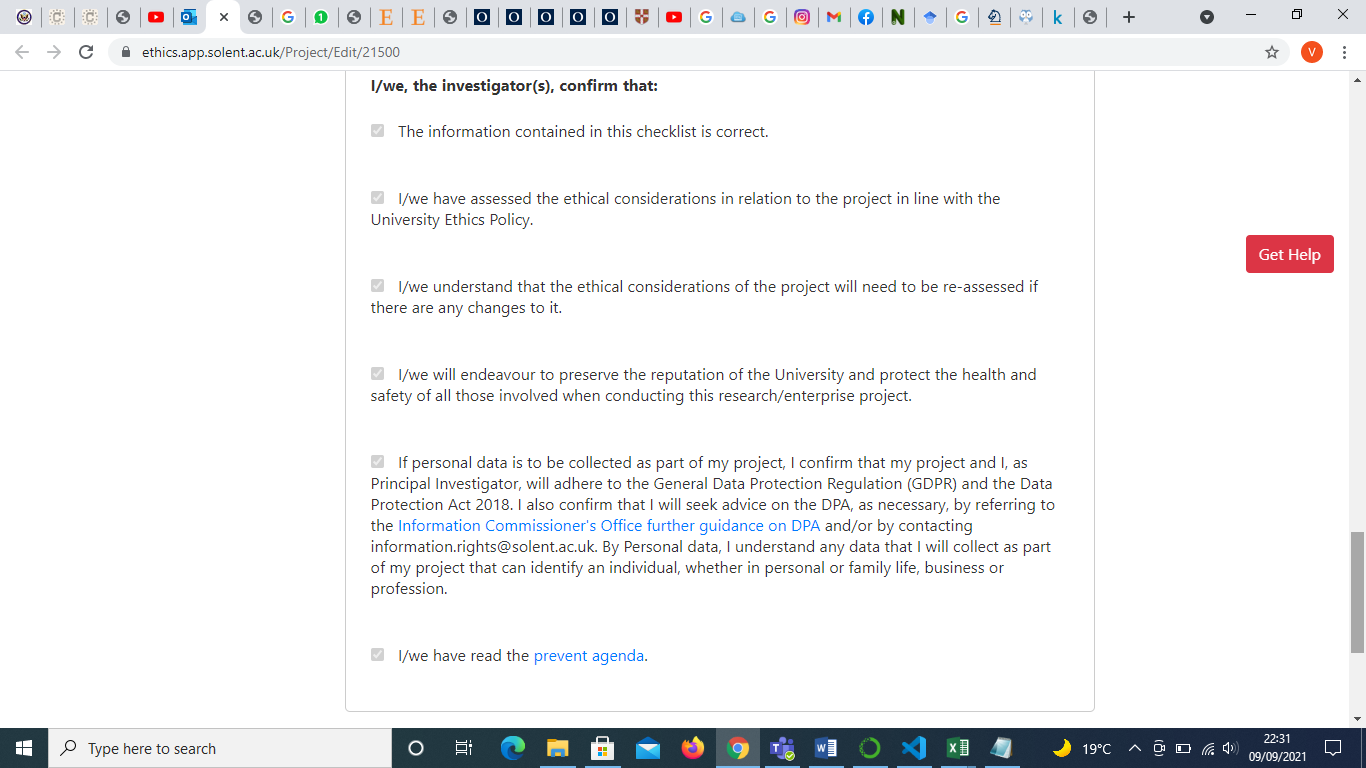 ethics.app.solent.ac.uk/Project/Edit/21500
V
I/we, the investigator(s), confirm that:
The information contained in this checklist is correct.
I/we have assessed the ethical considerations in relation to the project in line with the
University Ethics Policy.
Get Help
I/we understand that the ethical considerations of the project will need to be re-assessed if
there are any changes to it.
I/we will endeavour to preserve the reputation of the University and protect the health and
safety of all those involved when conducting this research/enterprise project.
If personal data is to be collected as part of my project, I confirm that my project and I, as
Principal Investigator, will adhere to the General Data Protection Regulation (GDPR) and the Data
Protection Act 2018. I also confirm that I will seek advice on the DPA, as necessary, by referring to
the Information Commissioner's Office further guidance on DPA and/or by contacting
information.rights@solent.ac.uk. By Personal data, I understand any data that I will collect as part
of my project that can identify an individual, whether in personal or family life, business or
profession.
I/we have read the prevent agenda.
Type here to search
19°C
22:31
09/09/2021